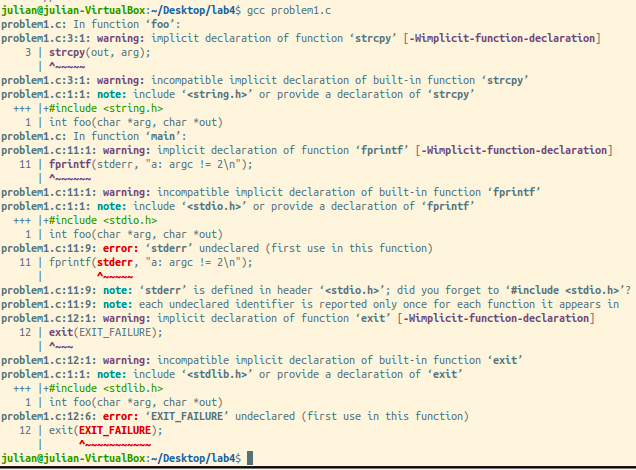 julian@julian-VirtualBox:~/Desktop/lab4$ gcc problem1.c
problem1.c: In function ‘foo’:
problem1.c:3:1: warning: implicit declaration of function ‘strcpy’ [-Wimplicit-function-declaration]
    3 | strcpy(out, arg);
      | ^~~~~~
problem1.c:3:1: warning: incompatible implicit declaration of built-in function ‘strcpy’
problem1.c:1:1: note: include ‘<string.h>’ or provide a declaration of ‘strcpy’
  +++ |+#include <string.h>
    1 | int foo(char *arg, char *out)
problem1.c: In function ‘main’:
problem1.c:11:1: warning: implicit declaration of function ‘fprintf’ [-Wimplicit-function-declaration]
   11 | fprintf(stderr, "a: argc != 2\n");
      | ^~~~~~~
problem1.c:11:1: warning: incompatible implicit declaration of built-in function ‘fprintf’
problem1.c:1:1: note: include ‘<stdio.h>’ or provide a declaration of ‘fprintf’
  +++ |+#include <stdio.h>
    1 | int foo(char *arg, char *out)
problem1.c:11:9: error: ‘stderr’ undeclared (first use in this function)
   11 | fprintf(stderr, "a: argc != 2\n");
      |         ^~~~~~
problem1.c:11:9: note: ‘stderr’ is defined in header ‘<stdio.h>’; did you forget to ‘#include <stdio.h>’?
problem1.c:11:9: note: each undeclared identifier is reported only once for each function it appears in
problem1.c:12:1: warning: implicit declaration of function ‘exit’ [-Wimplicit-function-declaration]
   12 | exit(EXIT_FAILURE);
      | ^~~~
problem1.c:12:1: warning: incompatible implicit declaration of built-in function ‘exit’
problem1.c:1:1: note: include ‘<stdlib.h>’ or provide a declaration of ‘exit’
  +++ |+#include <stdlib.h>
    1 | int foo(char *arg, char *out)
problem1.c:12:6: error: ‘EXIT_FAILURE’ undeclared (first use in this function)
   12 | exit(EXIT_FAILURE);
      |      ^~~~~~~~~~~~
julian@julian-VirtualBox:~/Desktop/lab4$